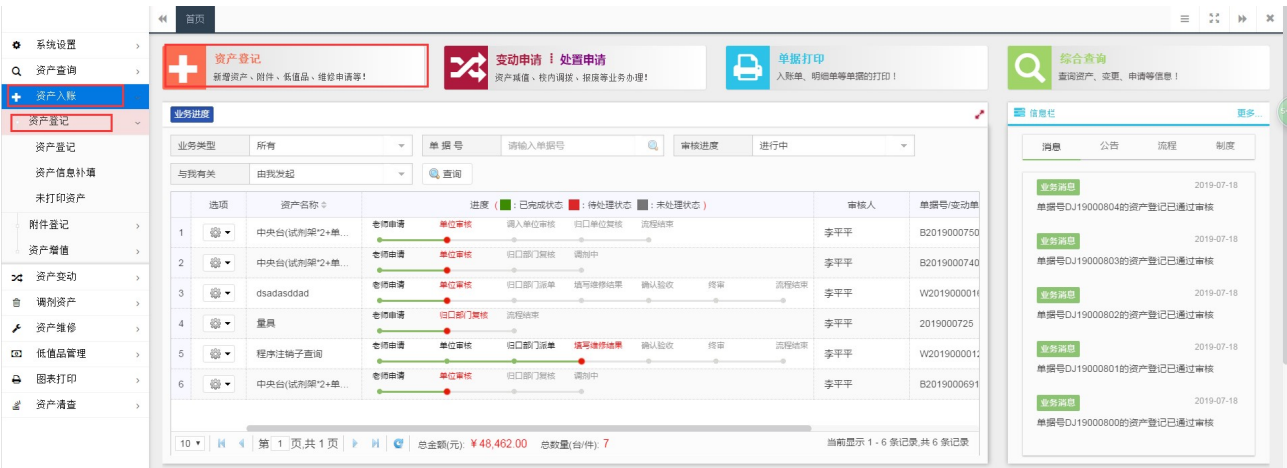 首页
系统设置
资产查询
资产入账
资产登记
资产登记
资产信息补填
未打印资产
附件登记
资产增值
资产变动
调剂资产
资产维修
低值品管理
图表打印
资产清查
资产登记
新增资产、附件、低值品、维修申请等!
变动申请 ⁝ 处置申请
资产减值、校内调拨、报废等业务办理!
单据打印
入账单、明细单等单据的打印!
综合查询
查询资产、变更、申请等信息!
业务进度
业务类型 所有 单 据 号 请输入单据号 审核进度 进行中
与我有关 由我发起 查询
选项 资产名称 进度 ( ■:已完成状态 ■:待处理状态 ■:未处理状态 ) 审核人 单据号/变动单
1 中央台(试剂架*2+单... 老师申请 单位审核 调入单位审核 归口单位复核 流程结束 李平平 B2019000750
2 中央台(试剂架*2+单... 老师申请 单位审核 归口部门复核 调剂中 李平平 B2019000740
3 dsadasddad 老师申请 单位审核 归口部门派单 填写维修结果 确认验收 终审 流程结束 李平平 W201900001
4 量具 老师申请 归口部门复核 流程结束 李平平 2019000725
5 程序注销子查询 老师申请 单位审核 归口部门派单 填写维修结果 确认验收 终审 流程结束 李平平 W201900001
6 中央台(试剂架*2+单... 老师申请 单位审核 归口部门复核 调剂中 李平平 B2019000691
10 第 1 页,共 1 页 总金额(元): ¥48,462.00 总数量(台/件): 7 当前显示 1 - 6 条记录,共 6 条记录
信息栏 更多...
消息 公告 流程 制度
业务消息 2019-07-18
单据号DJ19000804的资产登记已通过审核
业务消息 2019-07-18
单据号DJ19000803的资产登记已通过审核
业务消息 2019-07-18
单据号DJ19000802的资产登记已通过审核
业务消息 2019-07-18
单据号DJ19000801的资产登记已通过审核
业务消息 2019-07-18
单据号DJ19000800的资产登记已通过审核